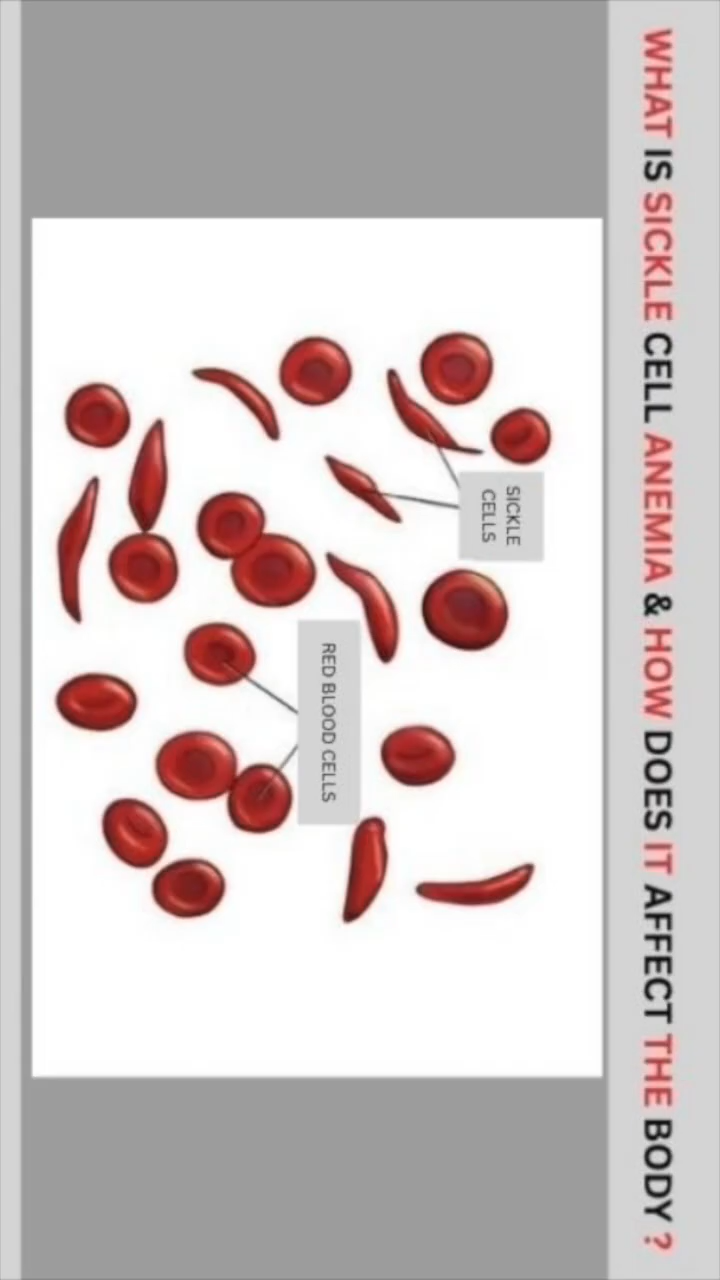 WHAT IS SICKLE CELL ANEMIA & HOW DOES IT AFFECT THE BODY ?
SICKLE
CELLS
RED BLOOD CELLS